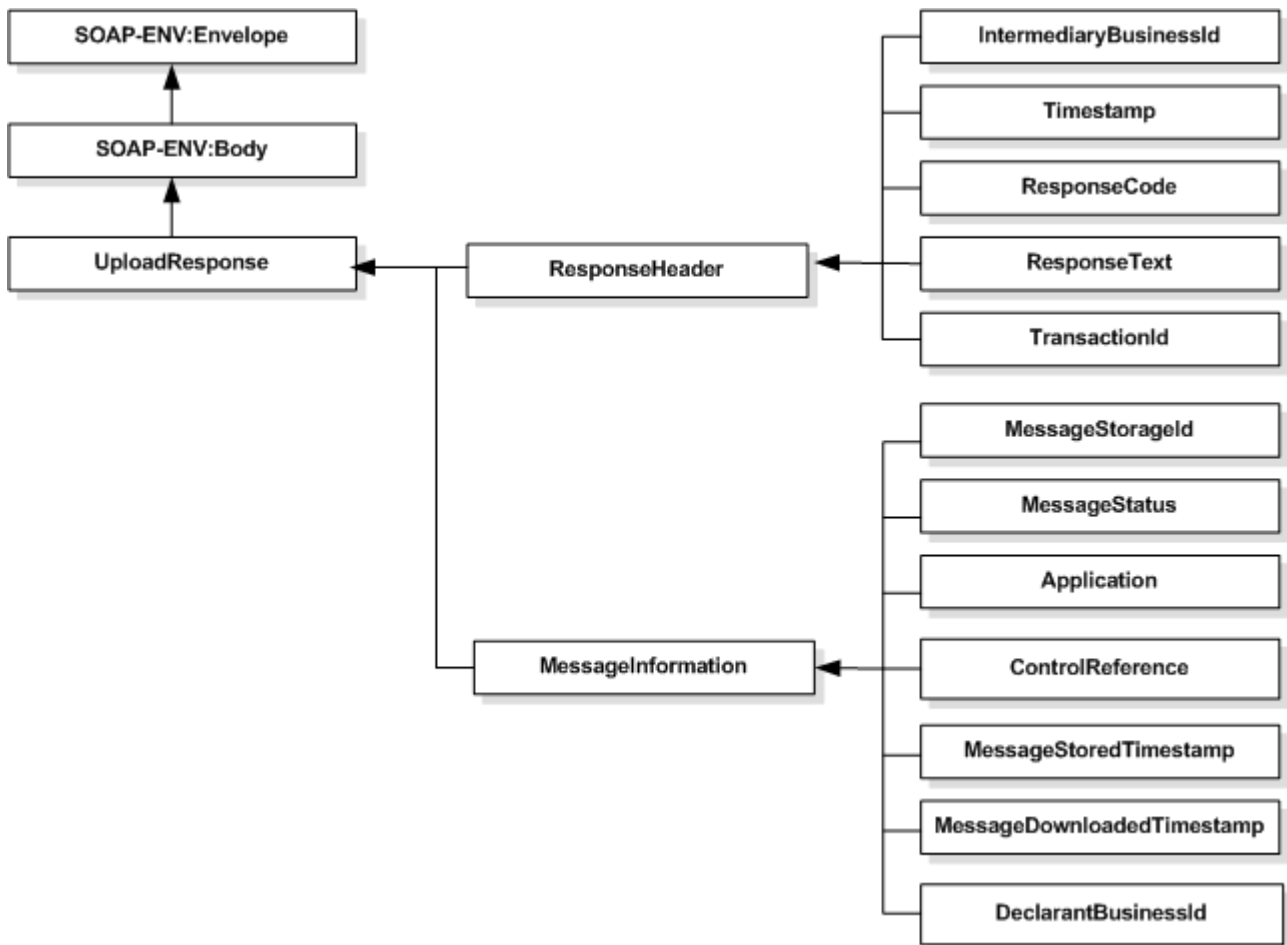 SOAP-ENV:Envelope
SOAP-ENV:Body
UploadResponse
ResponseHeader
IntermediaryBusinessId
Timestamp
ResponseCode
ResponseText
TransactionId
MessageInformation
MessageStorageId
MessageStatus
Application
ControlReference
MessageStoredTimestamp
MessageDownloadedTimestamp
DeclarantBusinessId